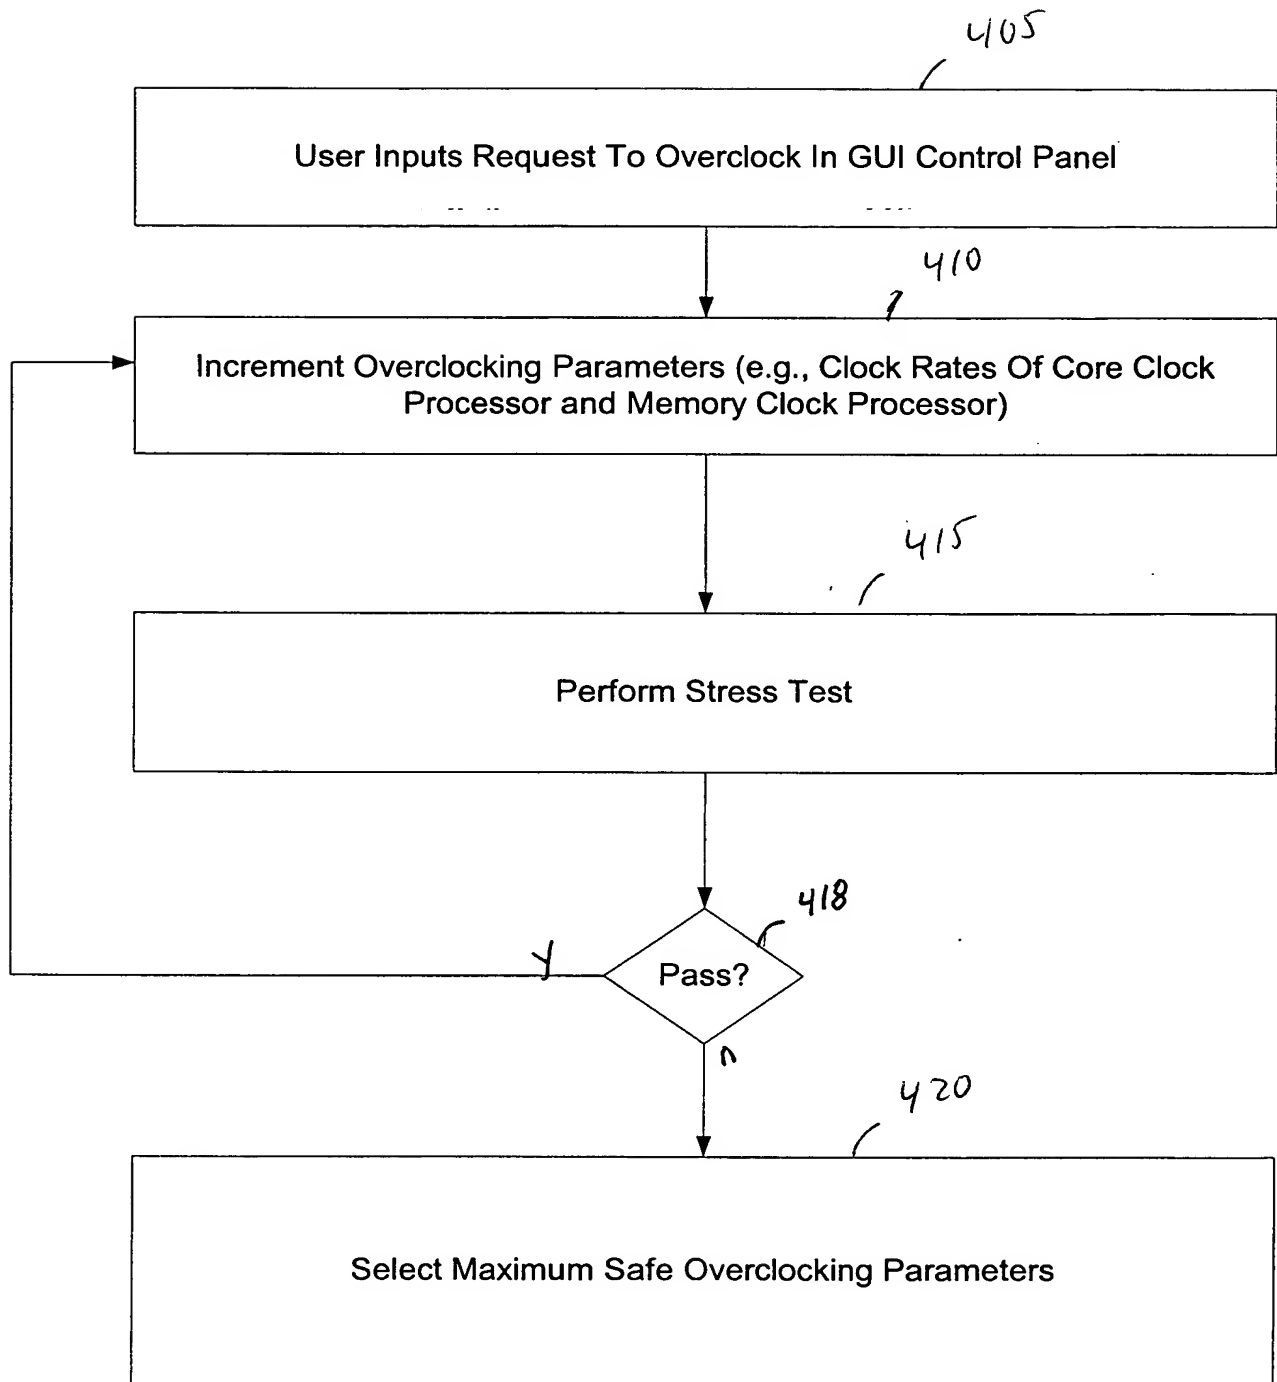 405
User Inputs Request To Overclock In GUI Control Panel
410
Increment Overclocking Parameters (e.g., Clock Rates Of Core Clock
Processor and Memory Clock Processor)
415
Perform Stress Test
418
y
Pass?
n
420
Select Maximum Safe Overclocking Parameters